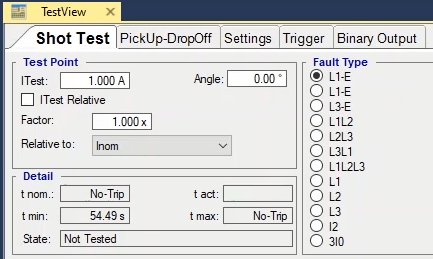 TestView
Shot Test PickUp-DropOff Settings Trigger Binary Output
Test Point
ITest: 1.000 A Angle: 0.00 °
ITest Relative
Factor: 1.000 x
Relative to: Inom
Detail
t nom.: No-Trip t act:
t min: 54.49 s t max: No-Trip
State: Not Tested
Fault Type
L1-E
L1-E
L3-E
L1L2
L2L3
L3L1
L1L2L3
L1
L2
L3
I2
3I0